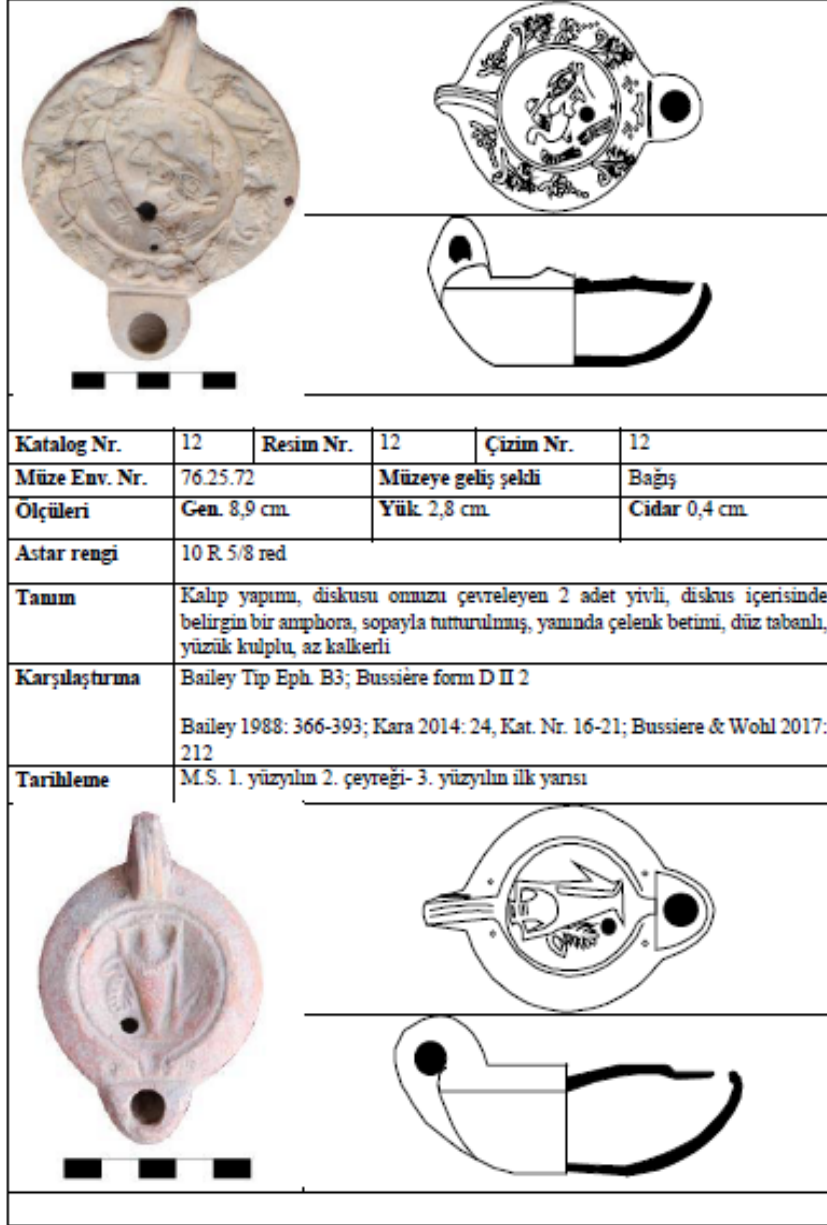 Katalog Nr. 12 Resim Nr. 12 Çizim Nr. 12
Müze Env. Nr. 76.25.72 Müzeye geliş şekli Bağış
Ölçüleri Gen. 8,9 cm. Yük. 2,8 cm. Cidar 0,4 cm.
Astar rengi 10 R 5/8 red
Tanım Kalıp yapımı, diskusu omuzu çevreleyen 2 adet yivli, diskus içerisinde
belirgin bir amphora, sopayla tutturulmuş, yanında çelenk betimi, düz tabanlı,
yüzük kulplu, az kalkerli
Karşılaştırma Bailey Tip Eph. B3; Bussière form D II 2
Bailey 1988: 366-393; Kara 2014: 24, Kat. Nr. 16-21; Bussiere & Wohl 2017:
212
Tarihleme M.S. 1. yüzyılın 2. çeyreği- 3. yüzyılın ilk yarısı